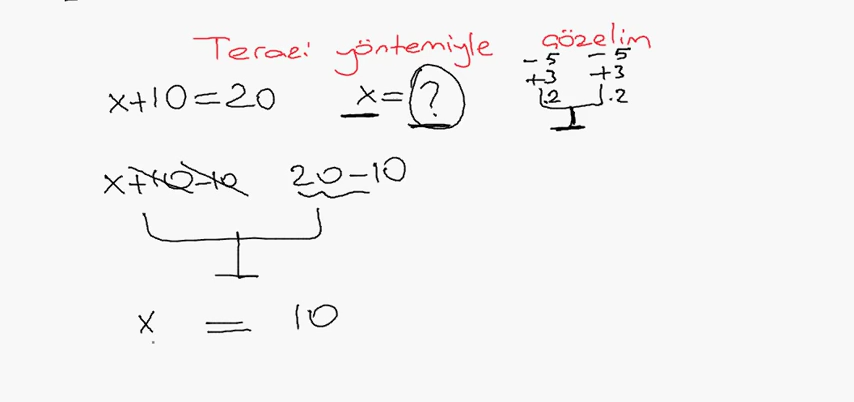 Terazi yöntemiyle çözelim
-5 -5
+3 +3
.2 .2
x+10=20 x=?
x+10-10 20-10
x = 10